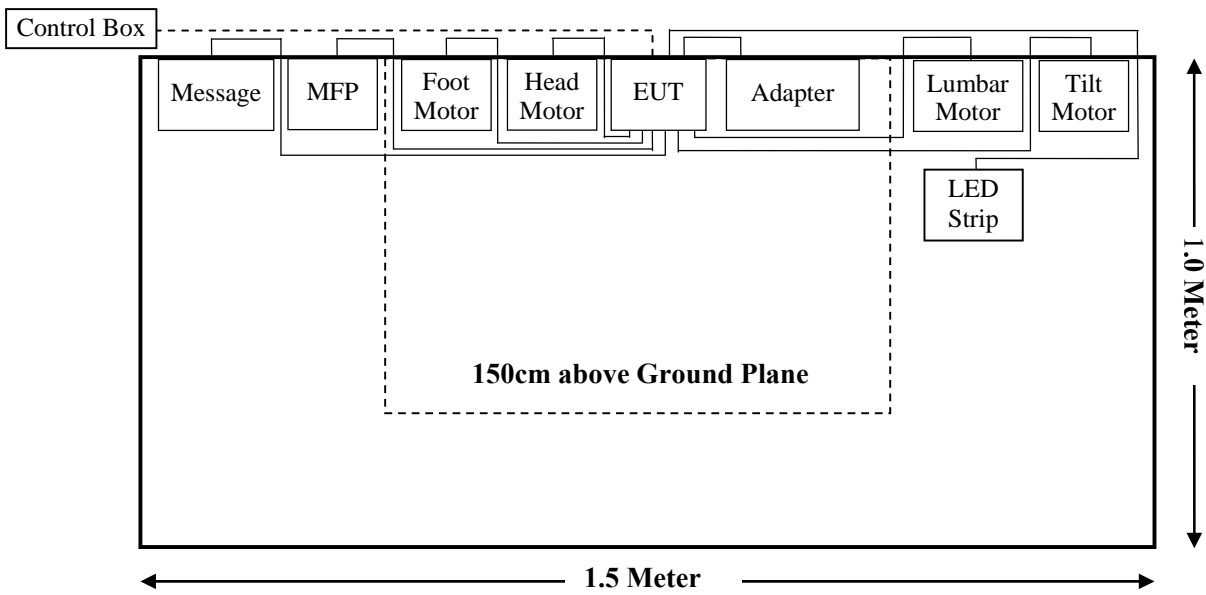 Control Box
Message
MFP
Foot
Motor
Head
Motor
EUT
Adapter
Lumbar
Motor
Tilt
Motor
LED
Strip
150cm above Ground Plane
1.0 Meter
1.5 Meter